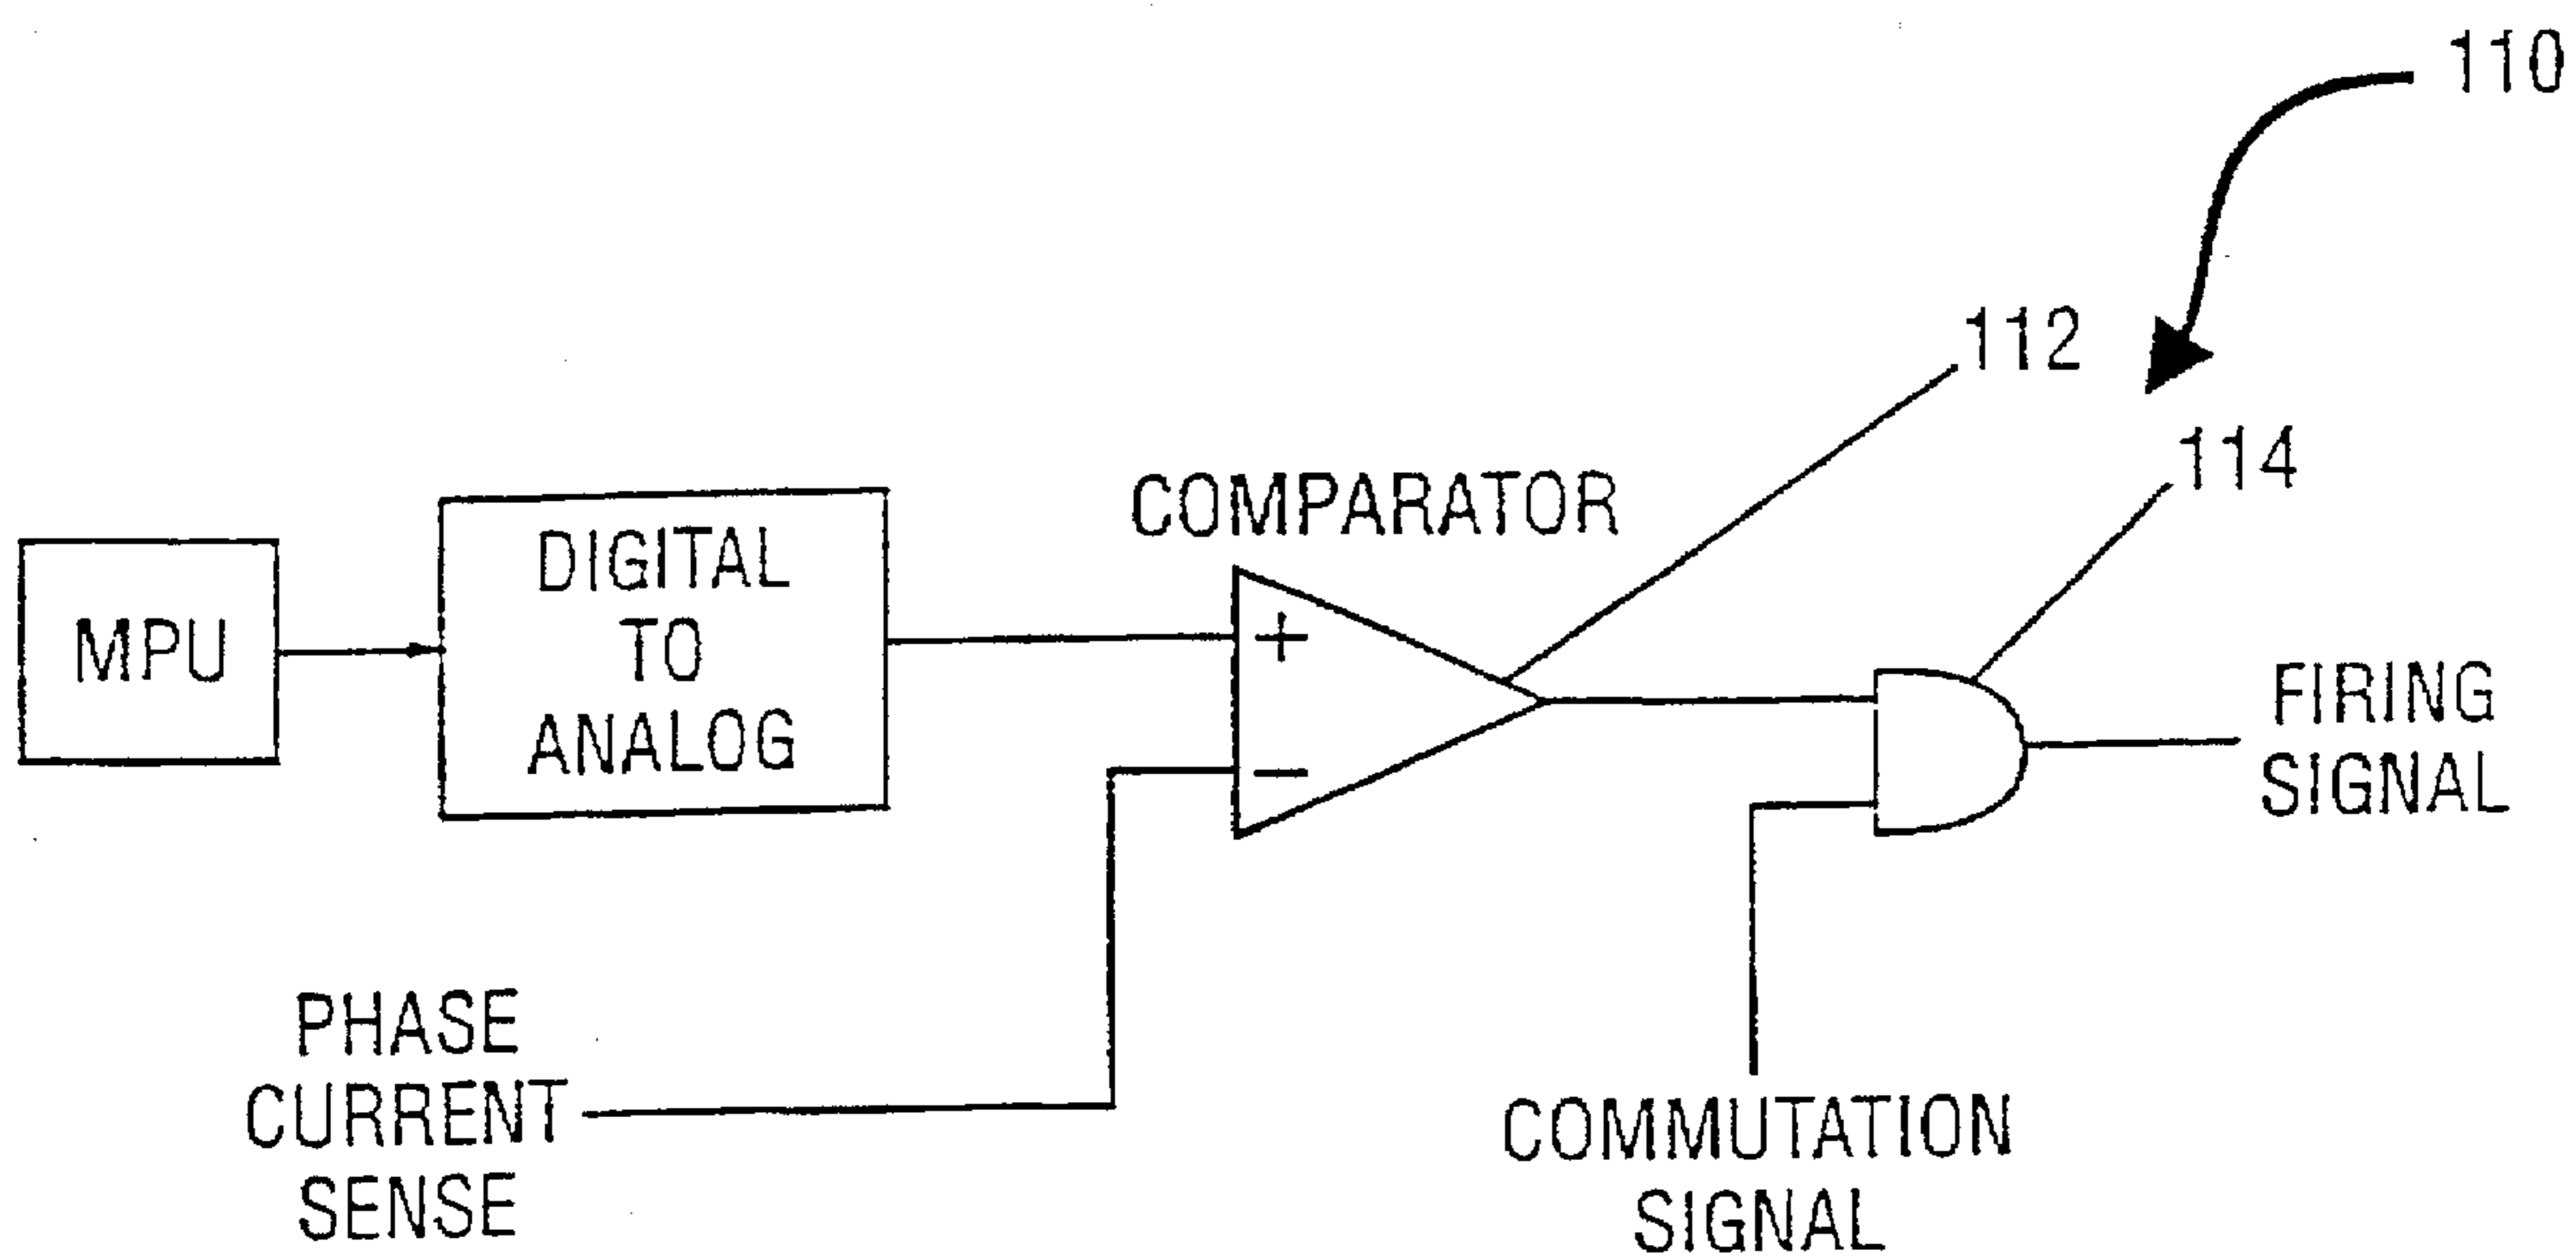 110
112
114
COMPARATOR
MPU
DIGITAL
TO
ANALOG
+
−
FIRING
SIGNAL
PHASE
CURRENT
SENSE
COMMUTATION
SIGNAL